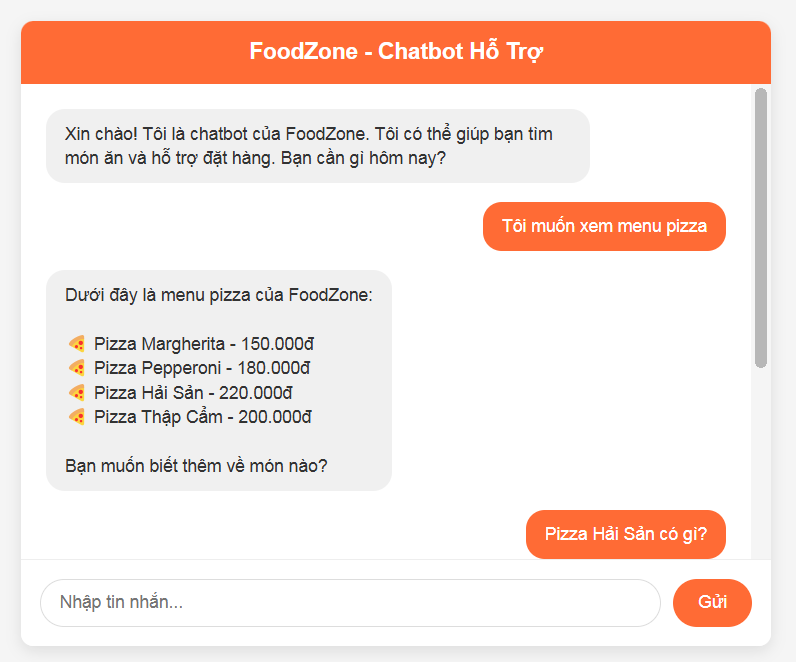 FoodZone - Chatbot Hỗ Trợ
Xin chào! Tôi là chatbot của FoodZone. Tôi có thể giúp bạn tìm
món ăn và hỗ trợ đặt hàng. Bạn cần gì hôm nay?
Tôi muốn xem menu pizza
Dưới đây là menu pizza của FoodZone:
🍕 Pizza Margherita - 150.000đ
🍕 Pizza Pepperoni - 180.000đ
🍕 Pizza Hải Sản - 220.000đ
🍕 Pizza Thập Cẩm - 200.000đ
Bạn muốn biết thêm về món nào?
Pizza Hải Sản có gì?
Nhập tin nhắn...
Gửi